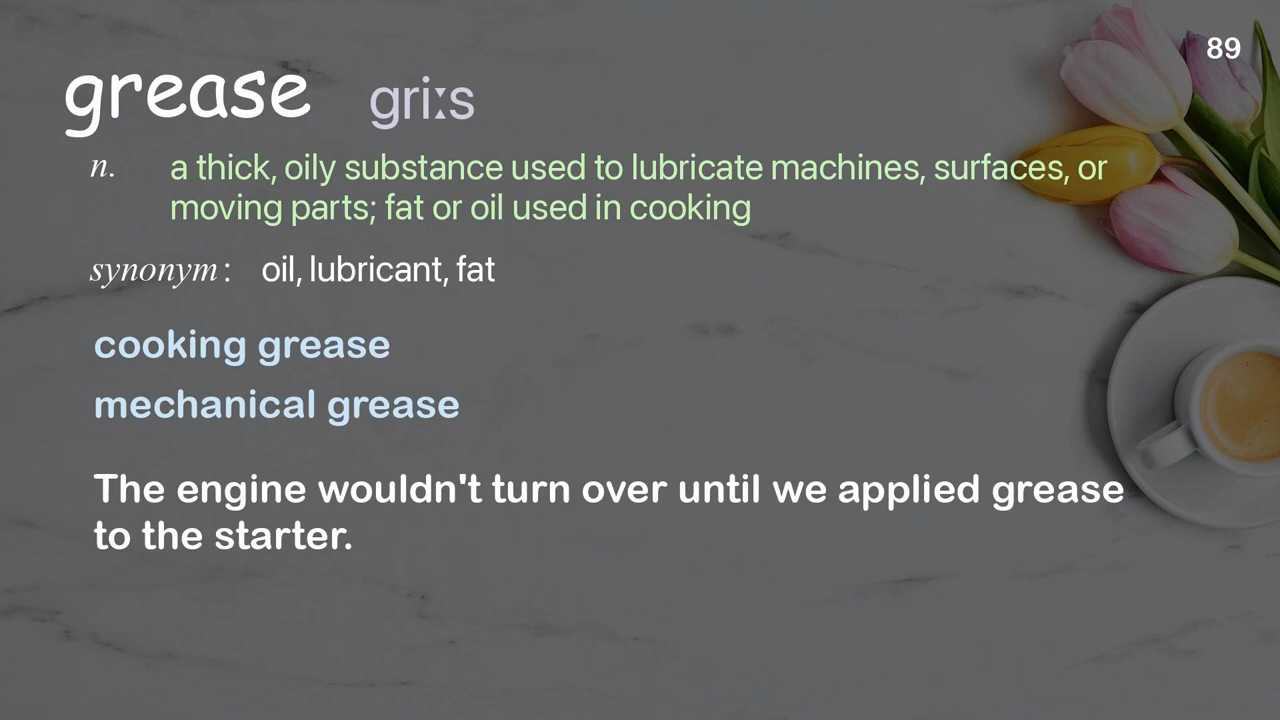 89
grease griːs
n. a thick, oily substance used to lubricate machines, surfaces, or
moving parts; fat or oil used in cooking
synonym: oil, lubricant, fat
cooking grease
mechanical grease
The engine wouldn't turn over until we applied grease
to the starter.